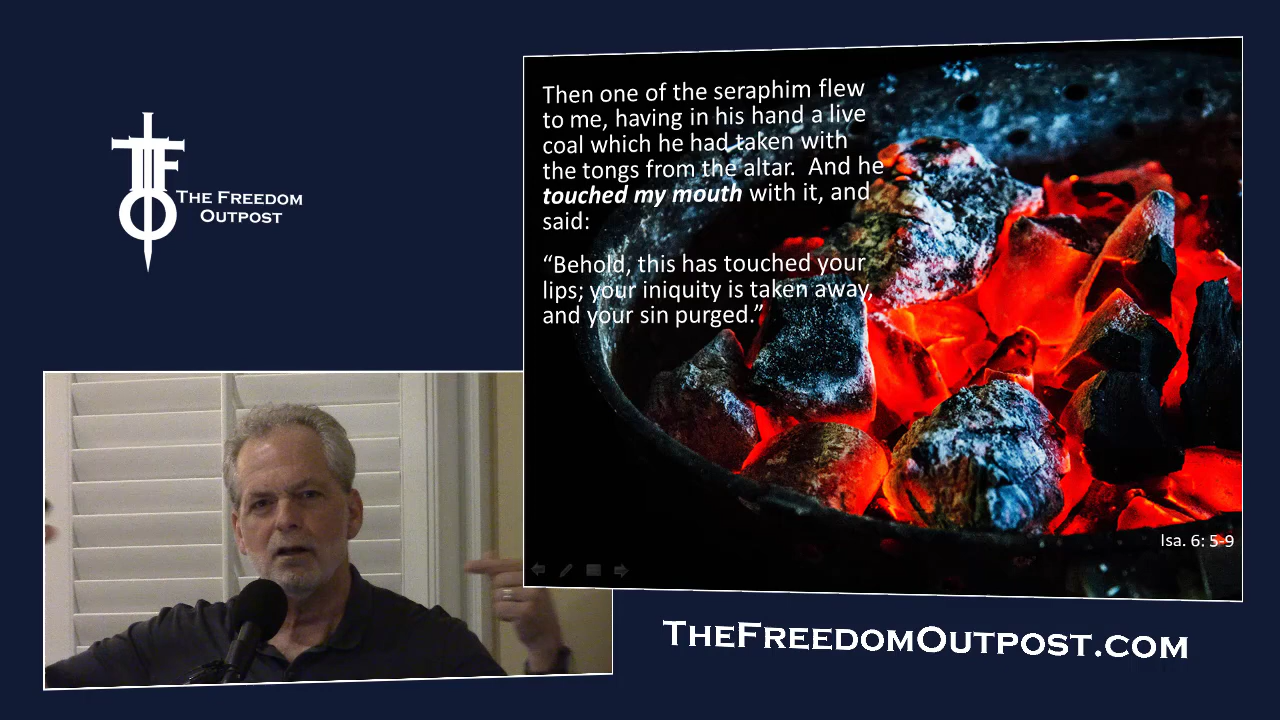 The Freedom
Outpost
Then one of the seraphim flew
to me, having in his hand a live
coal which he had taken with
the tongs from the altar.  And he
touched my mouth with it, and
said:
“Behold, this has touched your
lips; your iniquity is taken away,
and your sin purged.”
Isa. 6: 5-9
TheFreedomOutpost.com